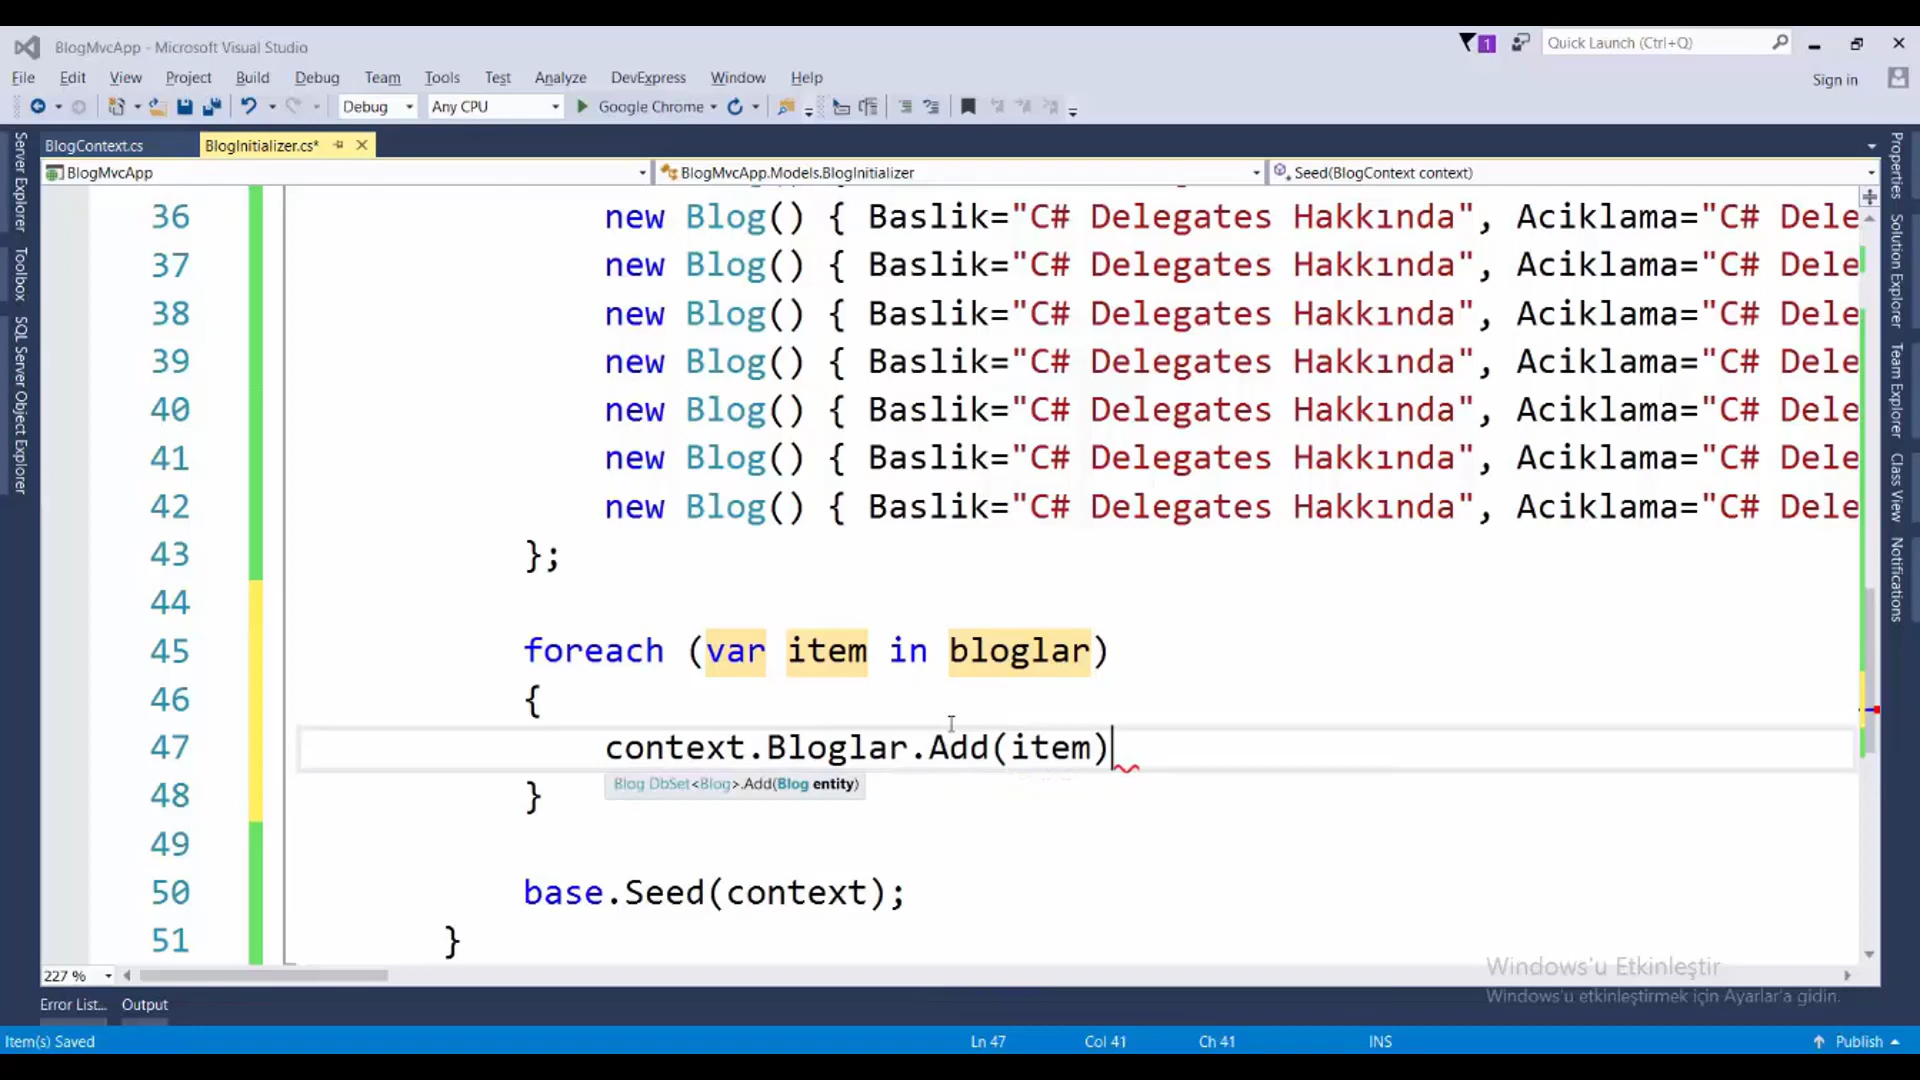 BlogMvcApp - Microsoft Visual Studio
1
Quick Launch (Ctrl+Q)
File Edit View Project Build Debug Team Tools Test Analyze DevExpress Window Help
Sign in
Debug Any CPU Google Chrome
BlogContext.cs BlogInitializer.cs*
BlogMvcApp BlogMvcApp.Models.BlogInitializer Seed(BlogContext context)
Server Explorer
Toolbox
SQL Server Object Explorer
36 new Blog() { Baslik="C# Delegates Hakkında", Aciklama="C# Dele
37 new Blog() { Baslik="C# Delegates Hakkında", Aciklama="C# Dele
38 new Blog() { Baslik="C# Delegates Hakkında", Aciklama="C# Dele
39 new Blog() { Baslik="C# Delegates Hakkında", Aciklama="C# Dele
40 new Blog() { Baslik="C# Delegates Hakkında", Aciklama="C# Dele
41 new Blog() { Baslik="C# Delegates Hakkında", Aciklama="C# Dele
42 new Blog() { Baslik="C# Delegates Hakkında", Aciklama="C# Dele
43 };
44
45 foreach (var item in bloglar)
46 {
47 context.Bloglar.Add(item)
Blog DbSet<Blog>.Add(Blog entity)
48 }
49
50 base.Seed(context);
51 }
Properties
Solution Explorer
Team Explorer
Class View
Notifications
Windows'u Etkinleştir
Windows'u etkinleştirmek için Ayarlar'a gidin.
227 %
Error List... Output
Item(s) Saved Ln 47 Col 41 Ch 41 INS Publish